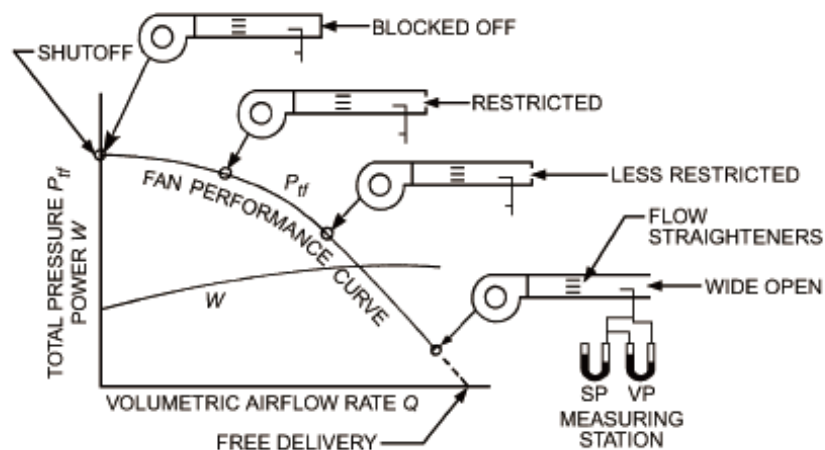 BLOCKED OFF
SHUTOFF
RESTRICTED
P_tf
LESS RESTRICTED
FAN PERFORMANCE CURVE
FLOW
STRAIGHTENERS
TOTAL PRESSURE P_tf
POWER W
W
WIDE OPEN
SP VP
VOLUMETRIC AIRFLOW RATE Q
MEASURING
STATION
FREE DELIVERY